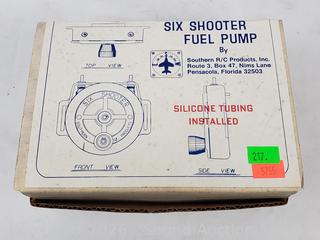 SIX SHOOTER
FUEL PUMP
By
Southern R/C Products, Inc.
Route 3, Box 47, Nims Lane
Pensacola, Florida 32503
TOP VIEW
SILICONE TUBING
INSTALLED
SIX SHOOTER
FRONT VIEW
SIDE VIEW
217.